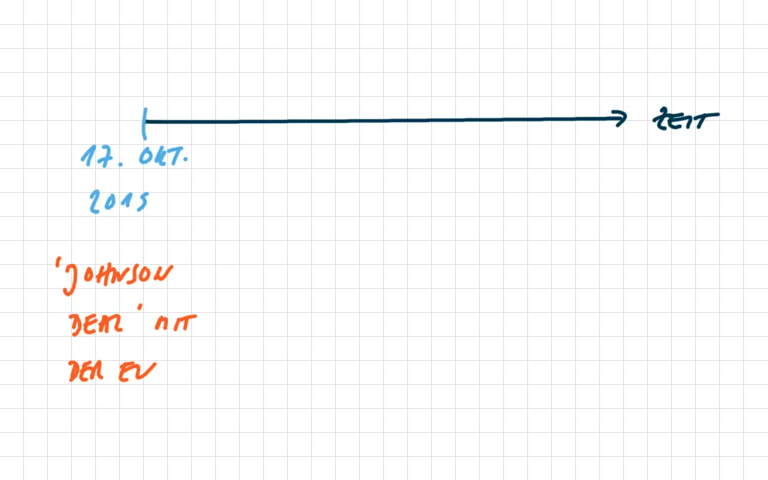 ZEIT
17. OKT.
2019
'JOHNSON
DEAL' MIT
DER EU